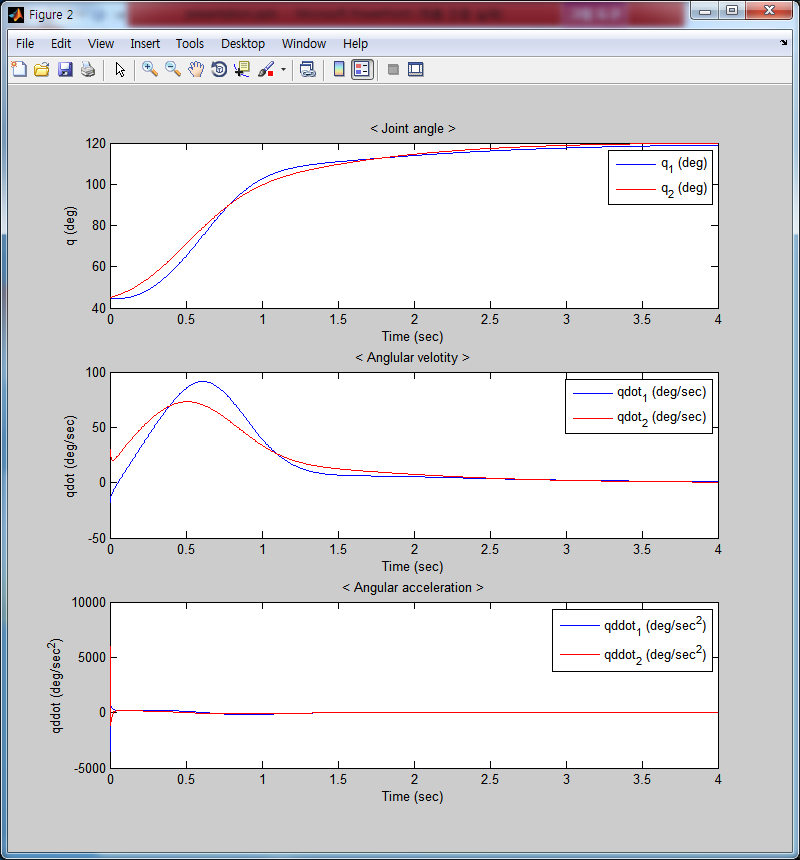 Figure 2
File Edit View Insert Tools Desktop Window Help
< Joint angle >
120
100
80
60
40
q (deg)
q1 (deg)
q2 (deg)
0 0.5 1 1.5 2 2.5 3 3.5 4
Time (sec)
< Anglular velotity >
100
50
0
-50
qdot (deg/sec)
qdot1 (deg/sec)
qdot2 (deg/sec)
0 0.5 1 1.5 2 2.5 3 3.5 4
Time (sec)
< Angular acceleration >
10000
5000
0
-5000
qddot (deg/sec2)
qddot1 (deg/sec2)
qddot2 (deg/sec2)
0 0.5 1 1.5 2 2.5 3 3.5 4
Time (sec)